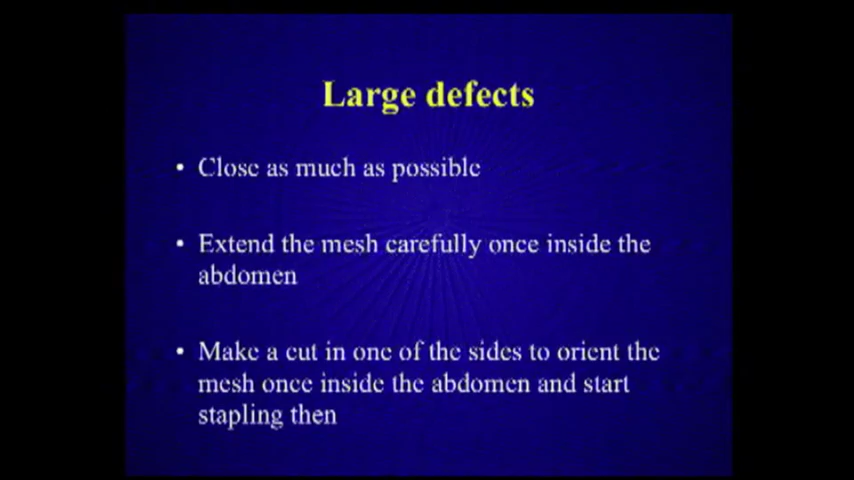 Large defects
• Close as much as possible
• Extend the mesh carefully once inside the
abdomen
• Make a cut in one of the sides to orient the
mesh once inside the abdomen and start
stapling then